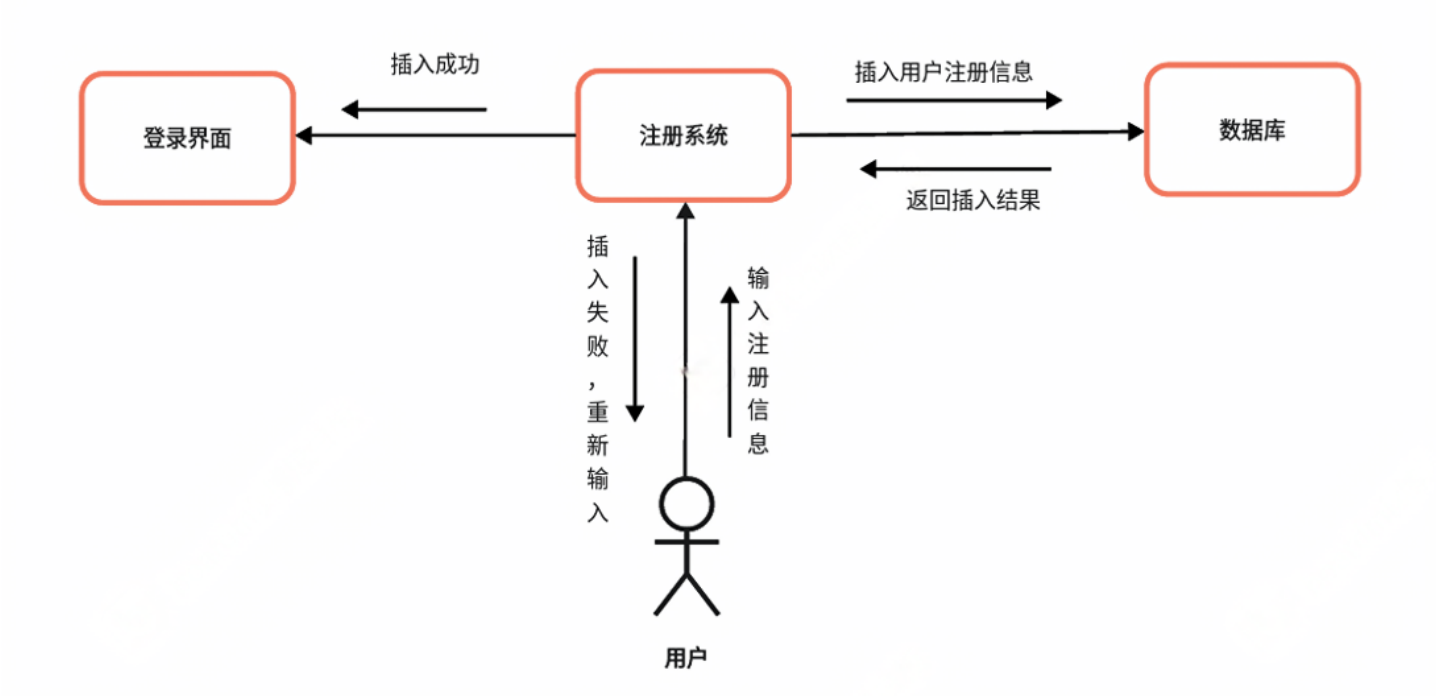 插入成功
插入用户注册信息
登录界面
注册系统
数据库
返回插入结果
插入失败，重新输入
输入注册信息
用户